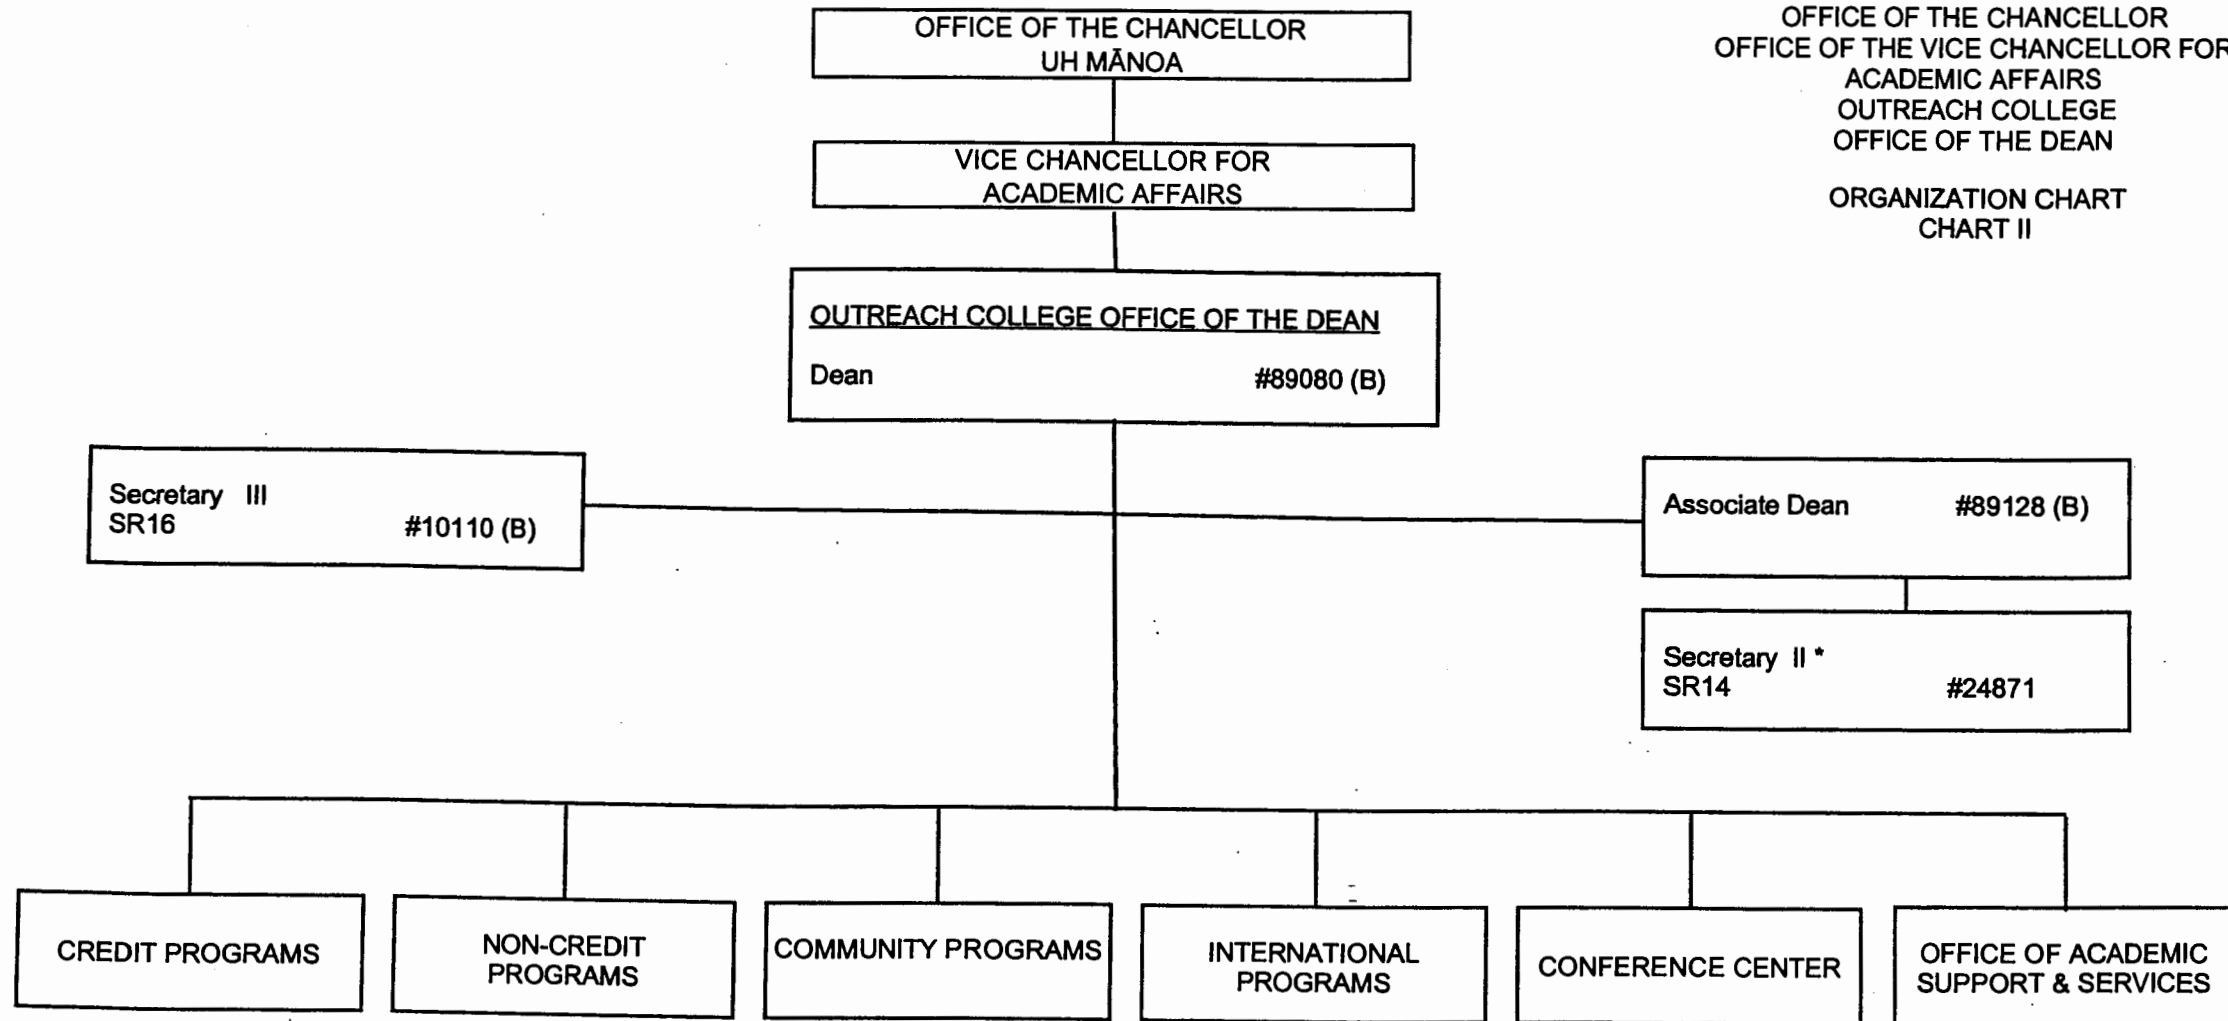 OFFICE OF THE CHANCELLOR
UH MĀNOA
OFFICE OF THE CHANCELLOR
OFFICE OF THE VICE CHANCELLOR FOR
ACADEMIC AFFAIRS
OUTREACH COLLEGE
OFFICE OF THE DEAN
ORGANIZATION CHART
CHART II
VICE CHANCELLOR FOR
ACADEMIC AFFAIRS
OUTREACH COLLEGE OFFICE OF THE DEAN
Dean #89080 (B)
Secretary III
SR16 #10110 (B)
Associate Dean #89128 (B)
Secretary II *
SR14 #24871
CREDIT PROGRAMS
NON-CREDIT
PROGRAMS
COMMUNITY PROGRAMS
INTERNATIONAL
PROGRAMS
CONFERENCE CENTER
OFFICE OF ACADEMIC
SUPPORT & SERVICES